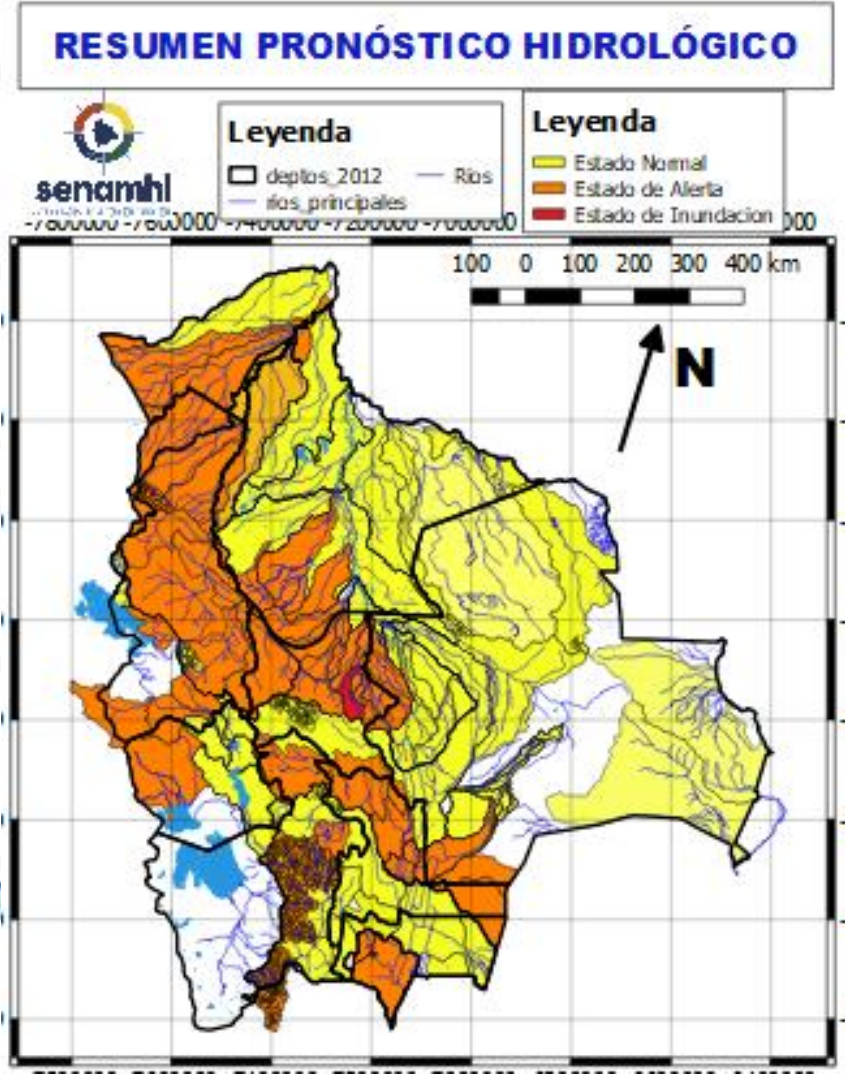 RESUMEN PRONÓSTICO HIDROLÓGICO
senamhi
Leyenda
deptos_2012
Rios
rios_principales
Leyenda
Estado Normal
Estado de Alerta
Estado de Inundacion
-7800000 -7600000 -7400000 -7200000 -7000000
100 0 100 200 300 400 km
N